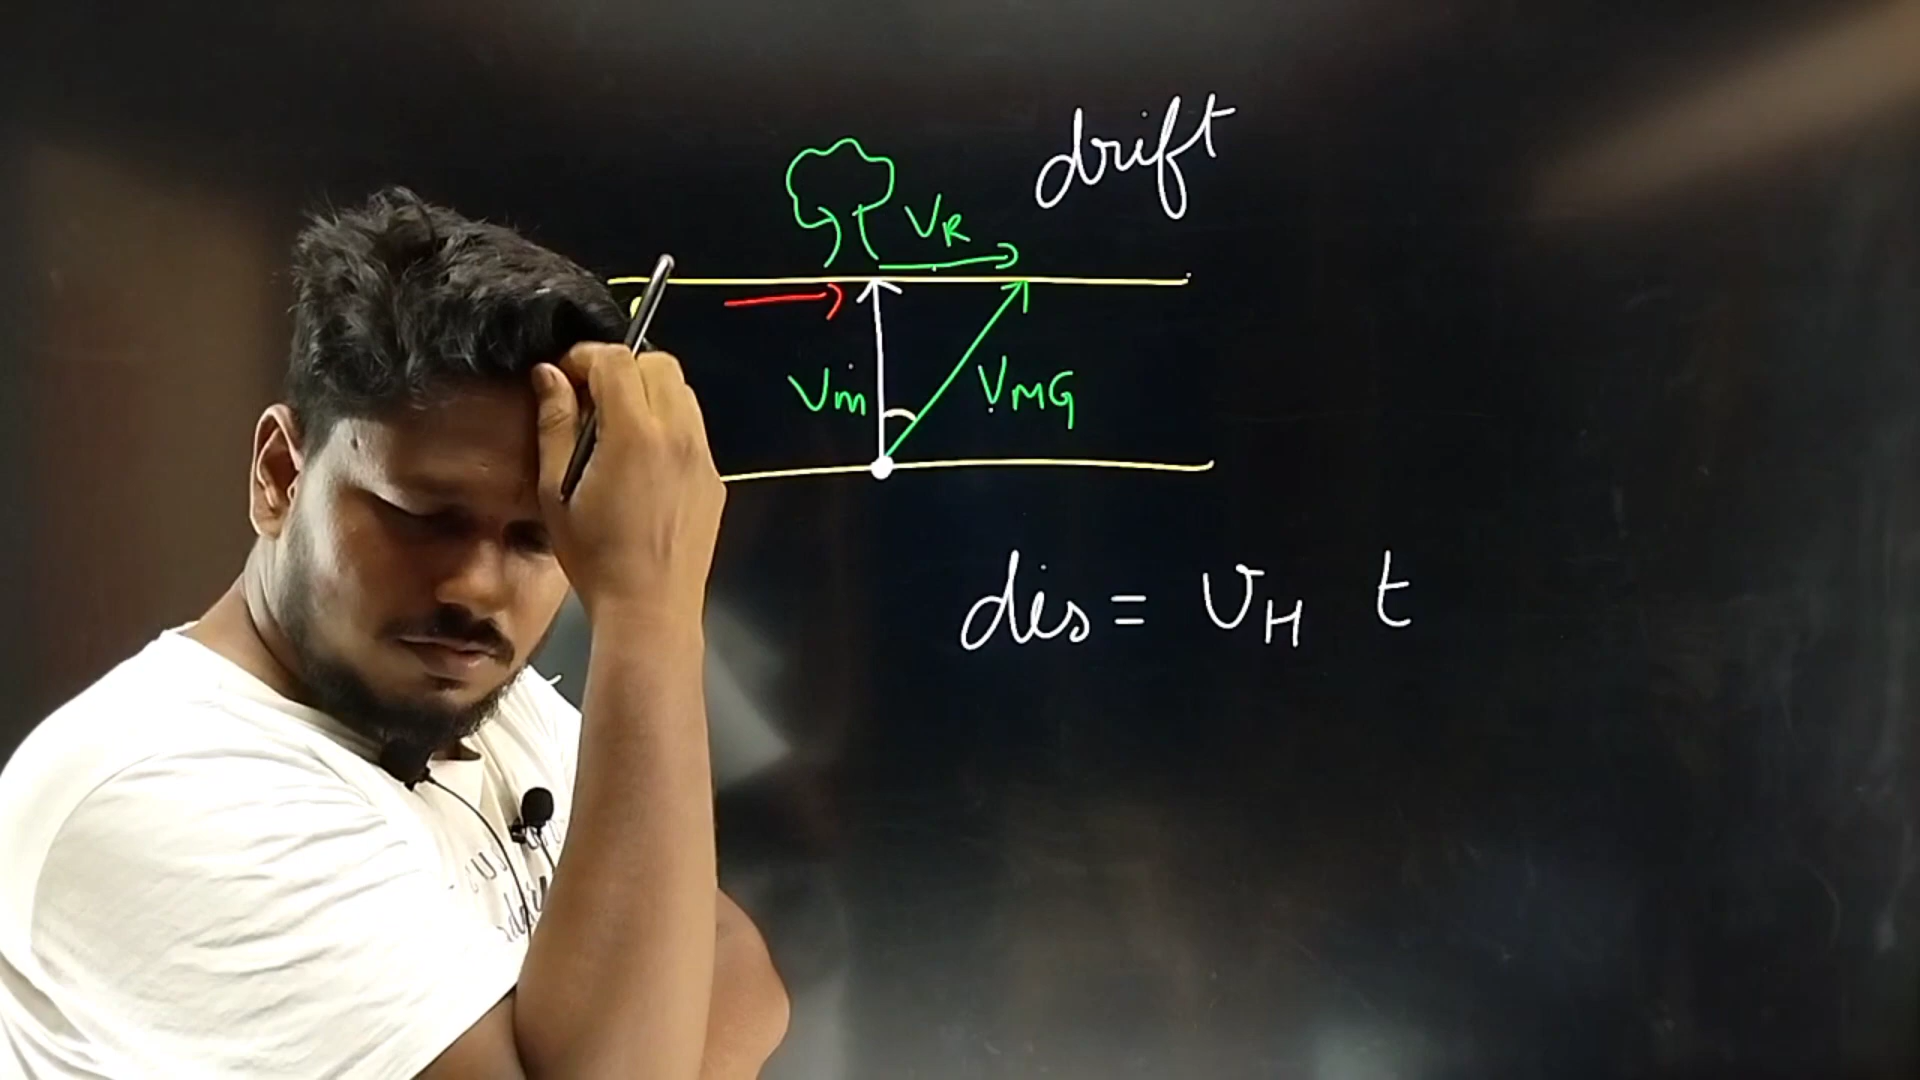 drift
VR
Vm
VMG
dis = VH t